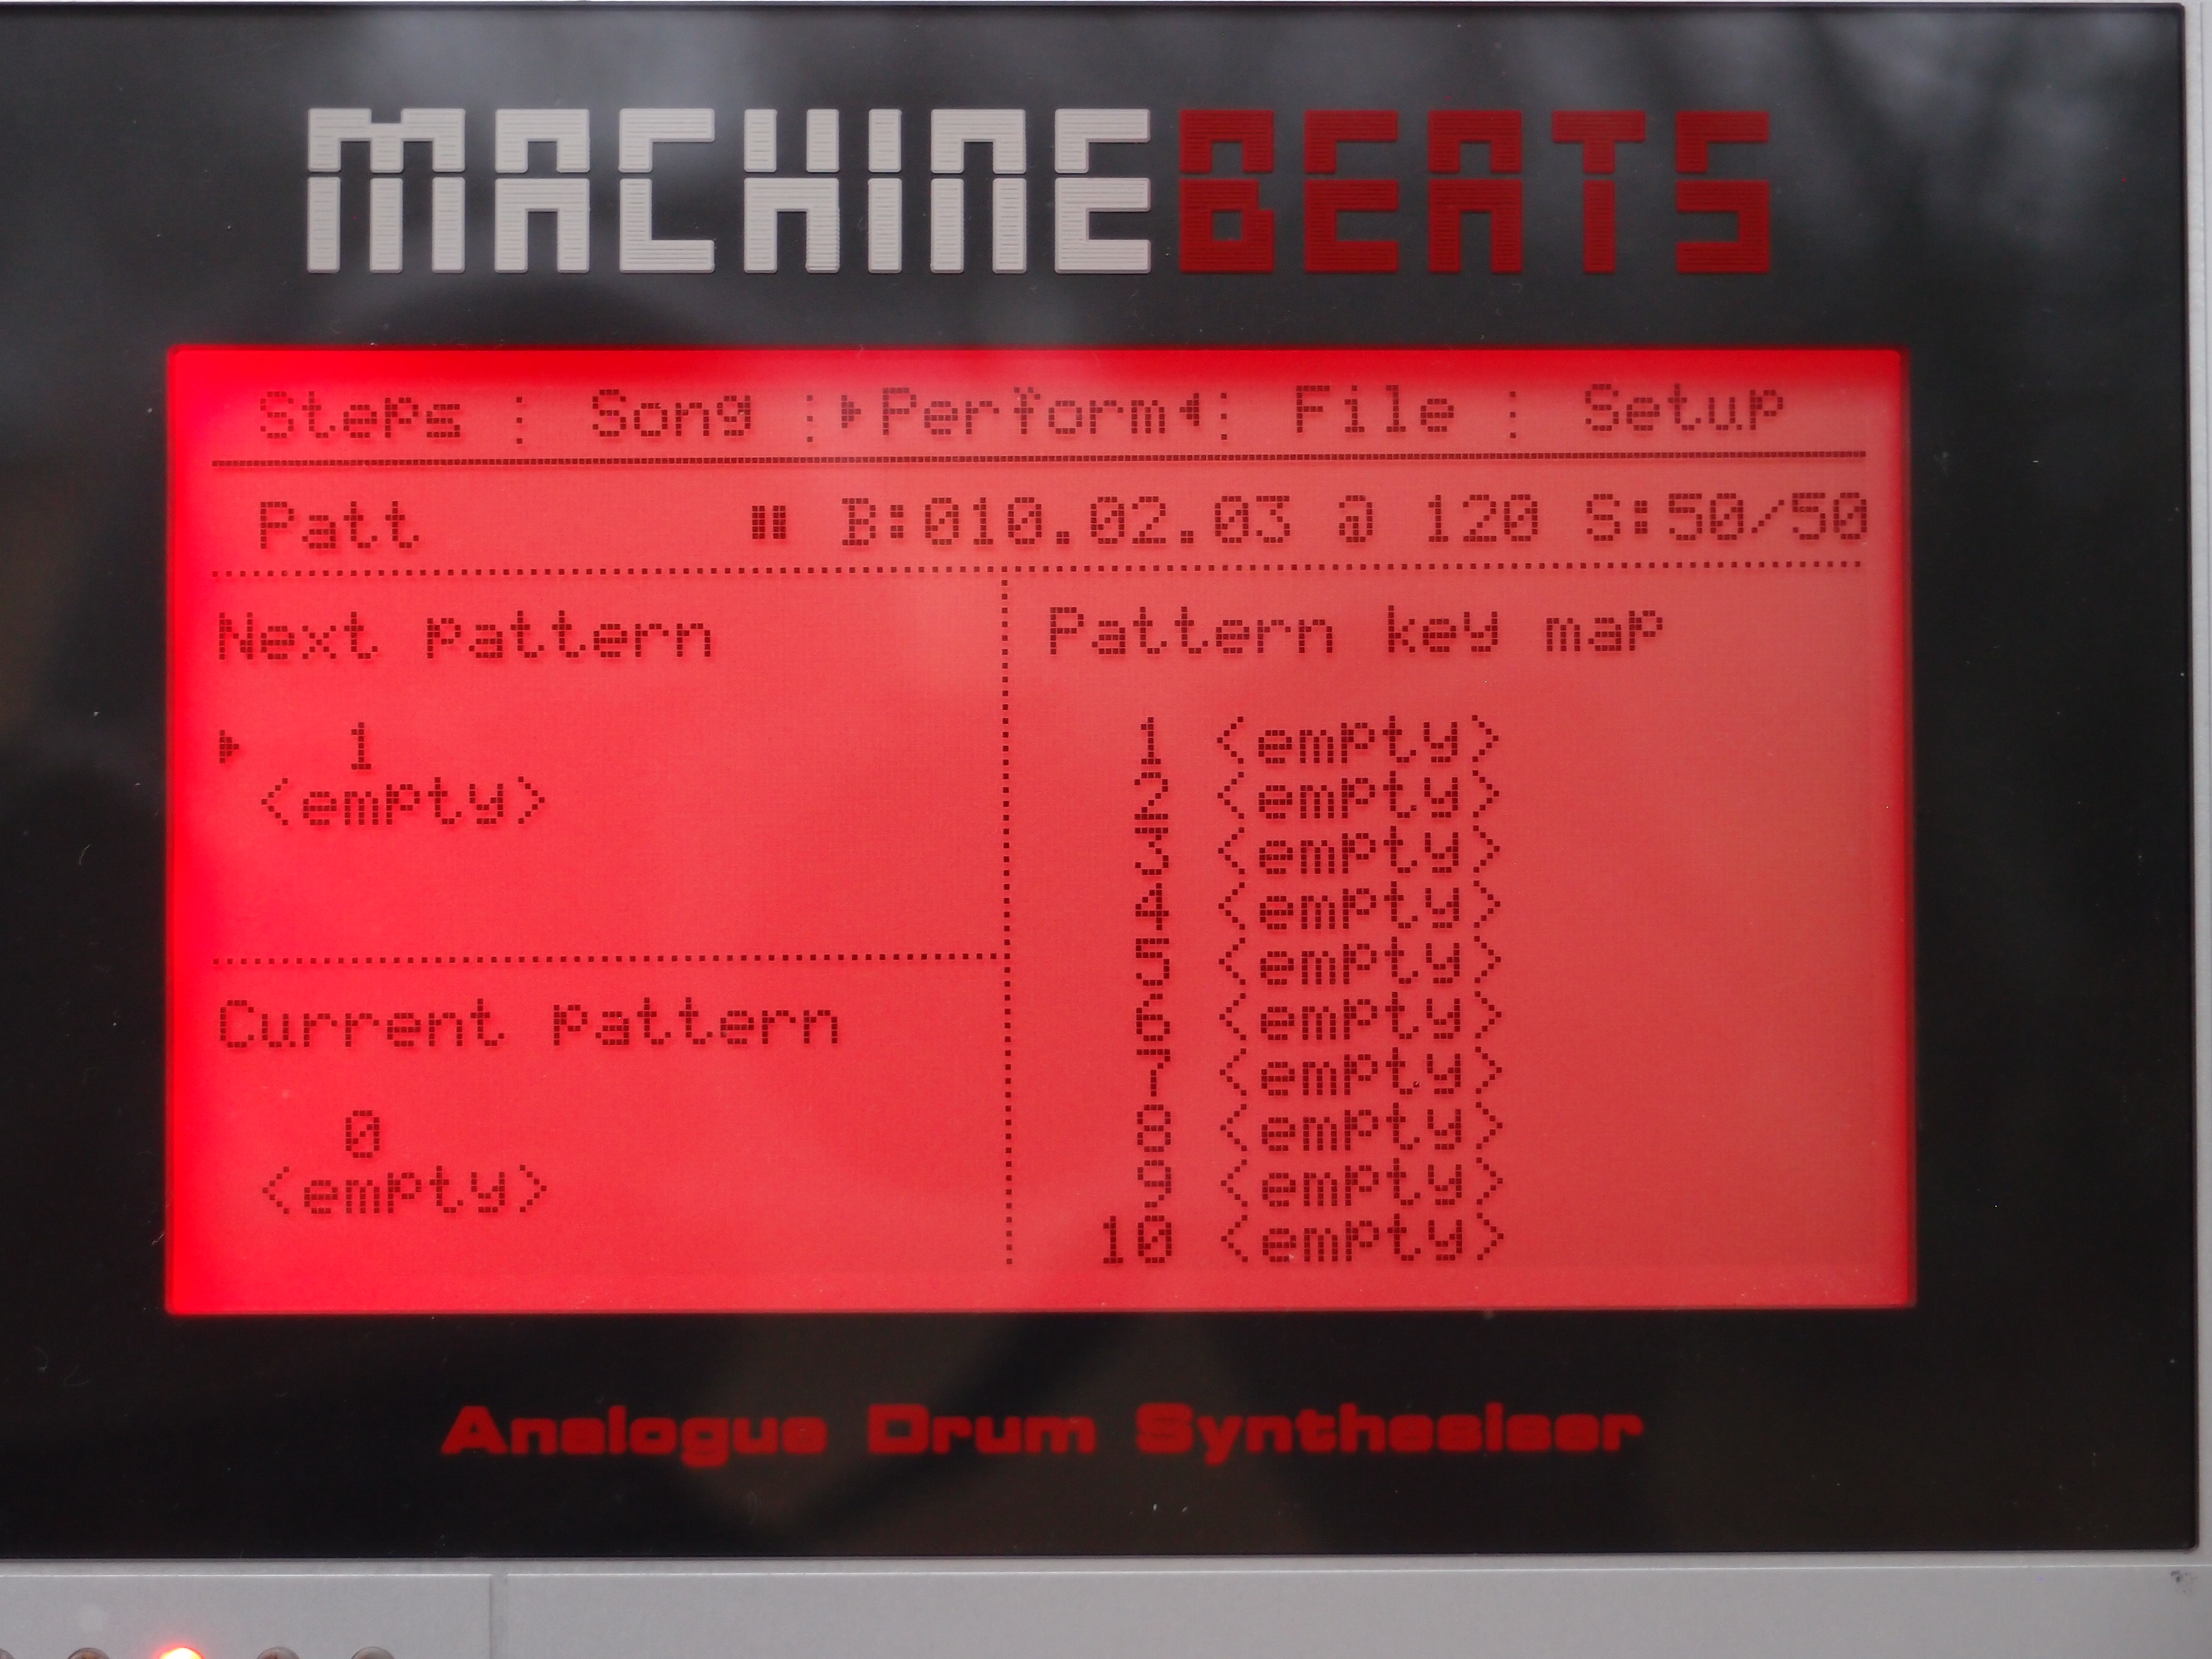 MACHINEBEATS
Steps : Song : Perform : File : Setup
Patt B:010.02.03 @ 120 S:50/50
Next pattern
1
<empty>
Current pattern
0
<empty>
Pattern key map
1 <empty>
2 <empty>
3 <empty>
4 <empty>
5 <empty>
6 <empty>
7 <empty>
8 <empty>
9 <empty>
10 <empty>
Analogue Drum Synthesiser